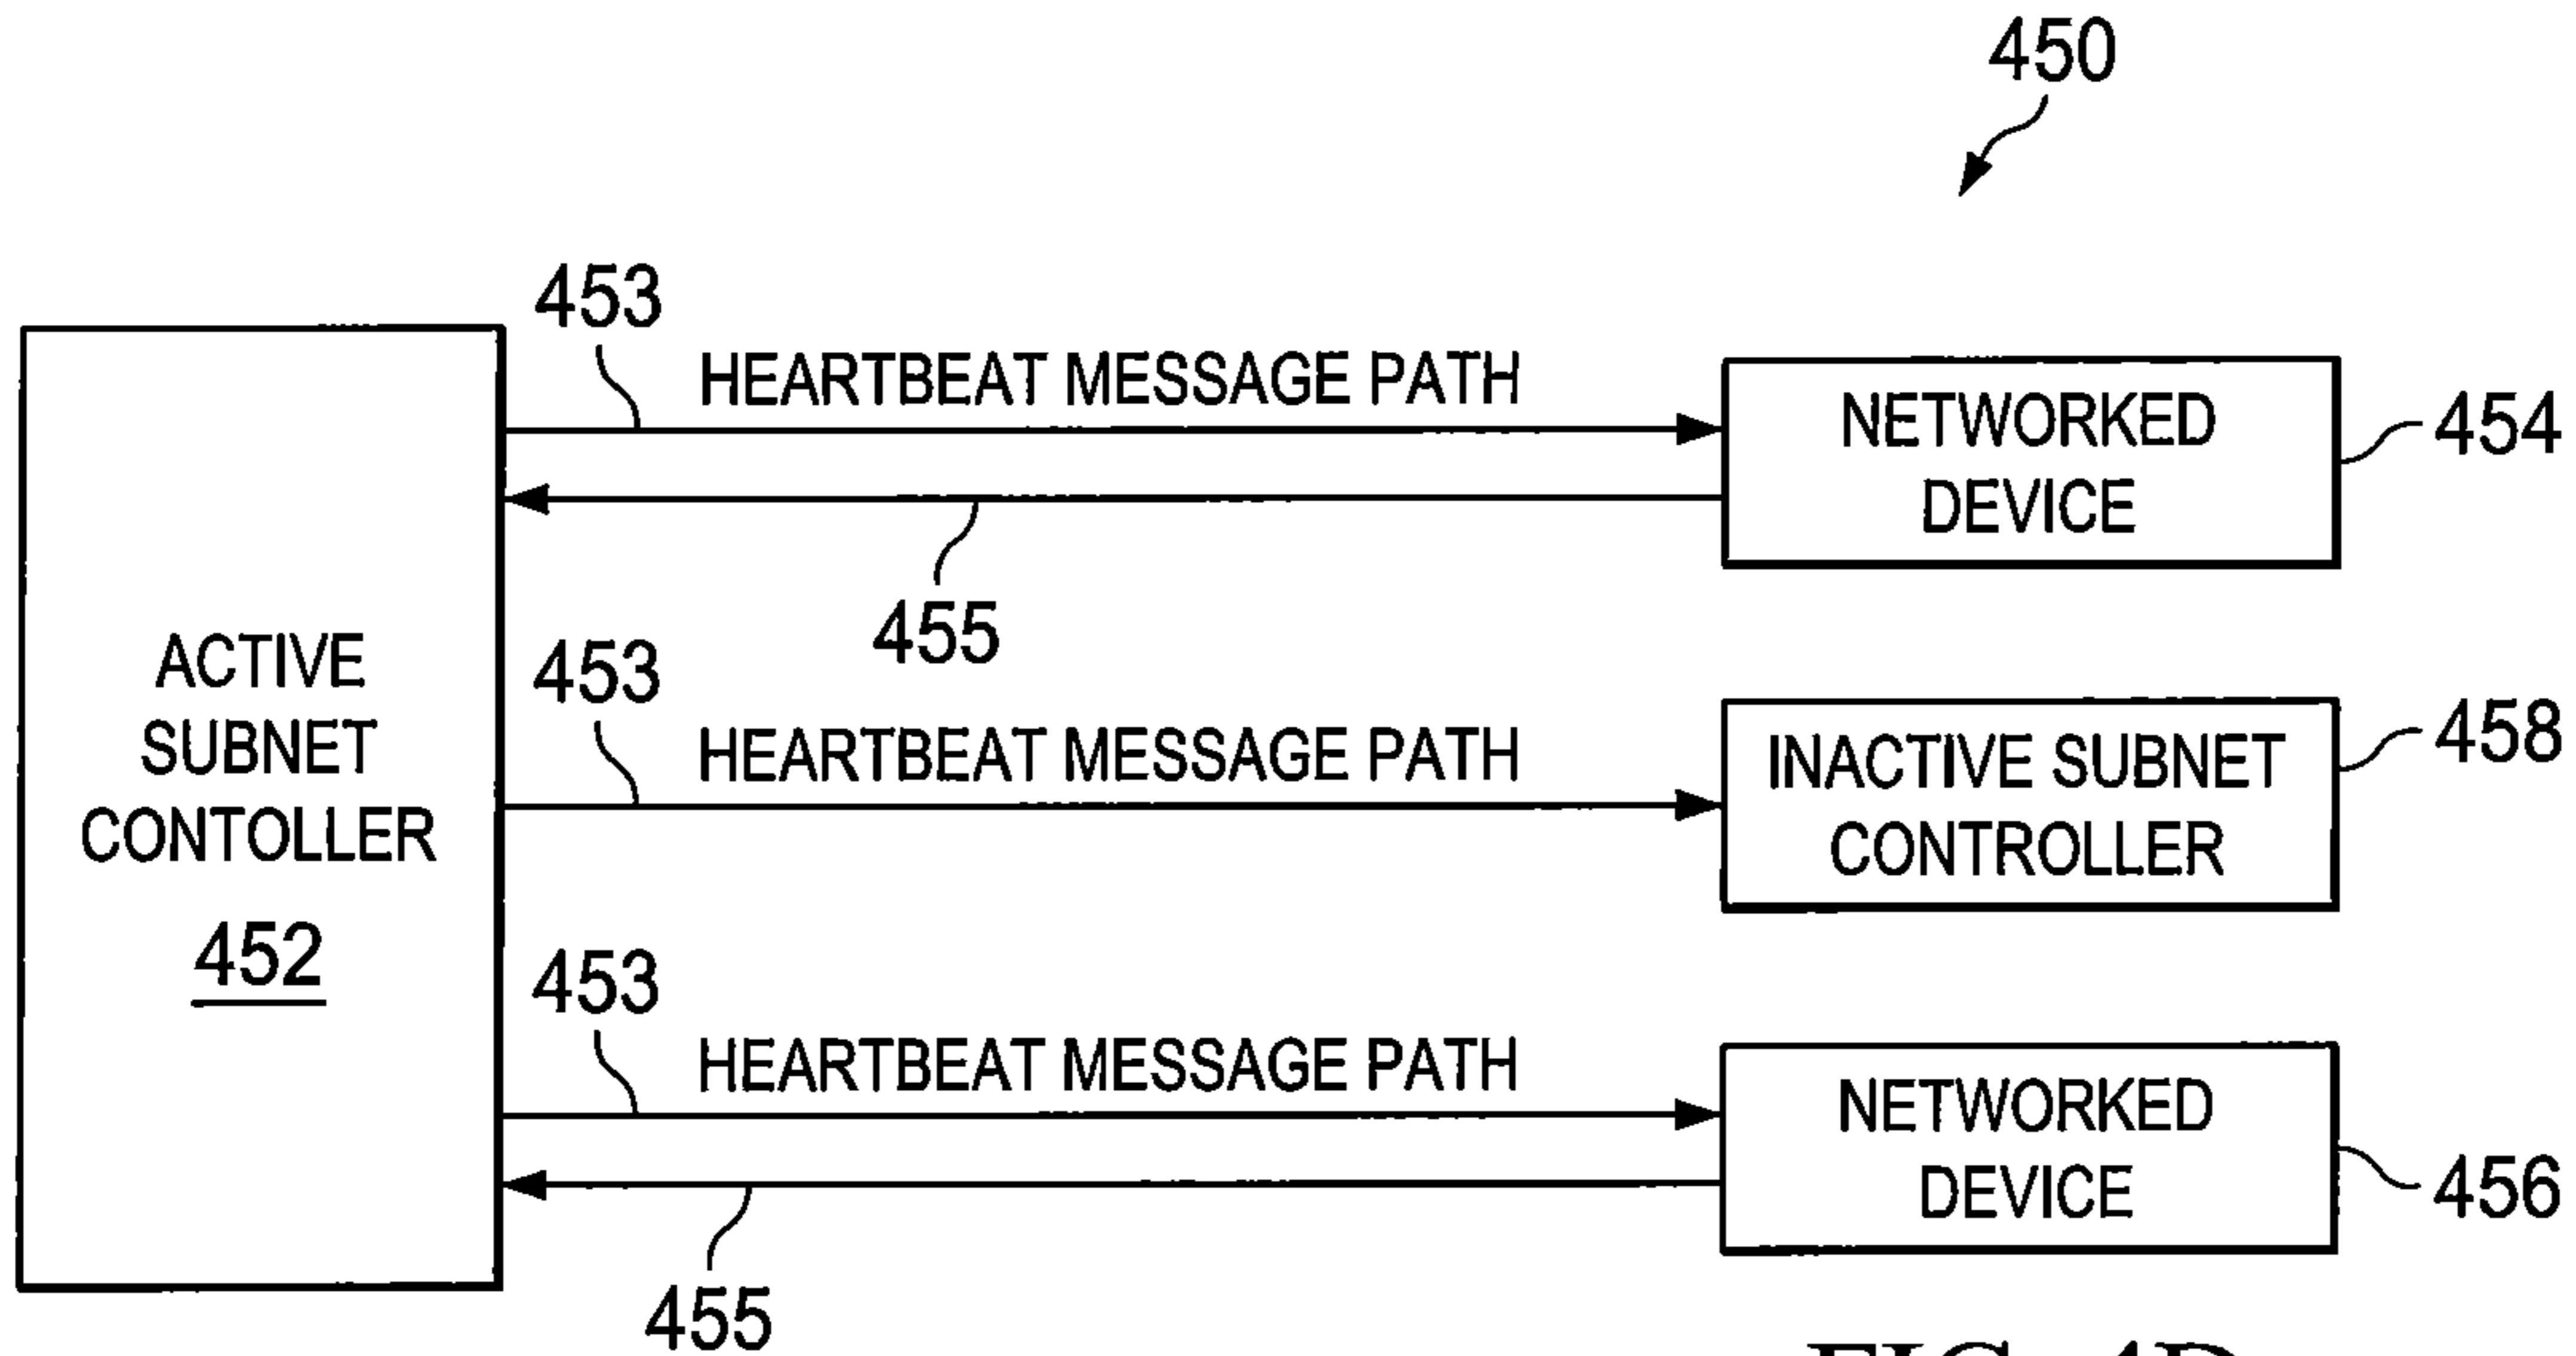 450
453
HEARTBEAT MESSAGE PATH
NETWORKED
DEVICE
454
455
ACTIVE
SUBNET
CONTOLLER
452
453
HEARTBEAT MESSAGE PATH
INACTIVE SUBNET
CONTROLLER
458
453
HEARTBEAT MESSAGE PATH
NETWORKED
DEVICE
456
455